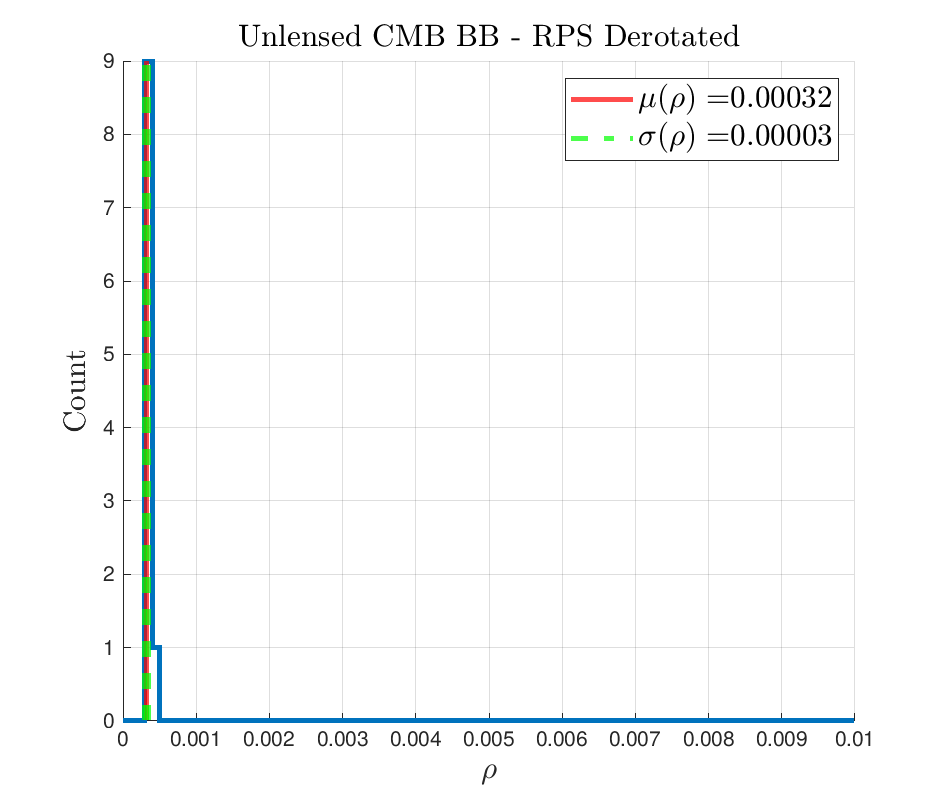 Unlensed CMB BB - RPS Derotated
μ(ρ) =0.00032
σ(ρ) =0.00003
9
8
7
6
5
4
3
2
1
0
Count
0 0.001 0.002 0.003 0.004 0.005 0.006 0.007 0.008 0.009 0.01
ρ